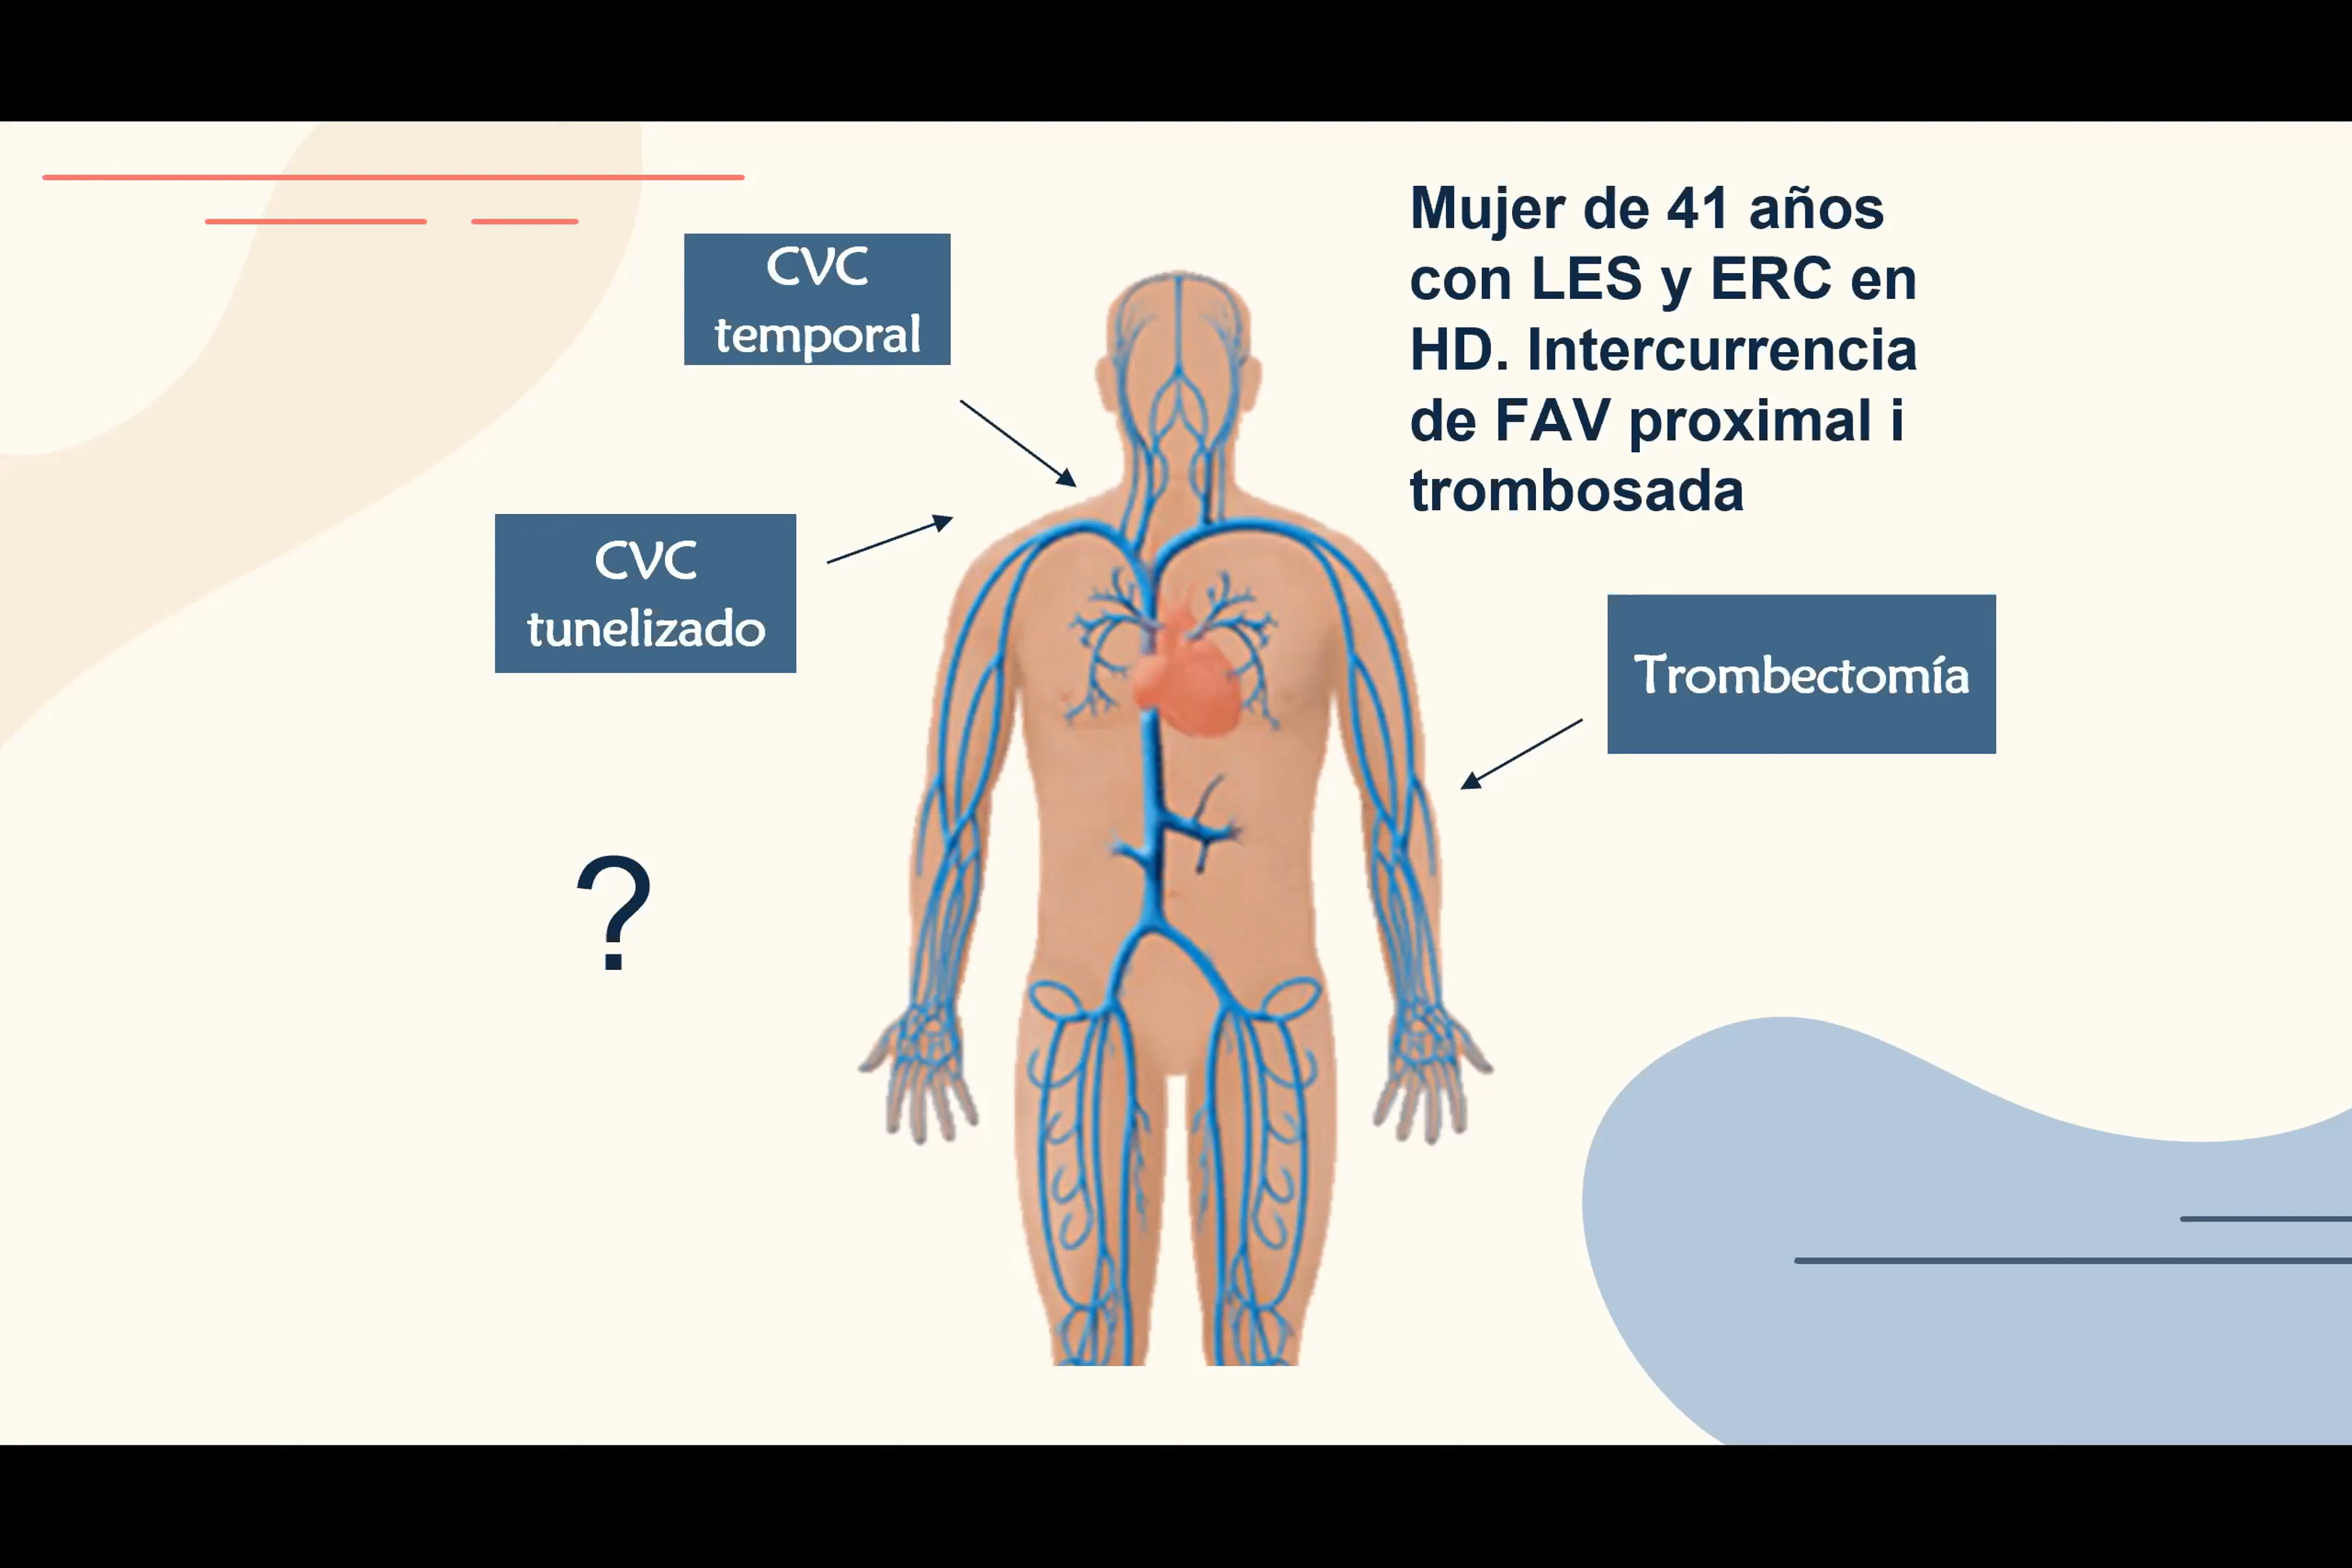 CVC
temporal
Mujer de 41 años
con LES y ERC en
HD. Intercurrencia
de FAV proximal i
trombosada
CVC
tunelizado
Trombectomía
?